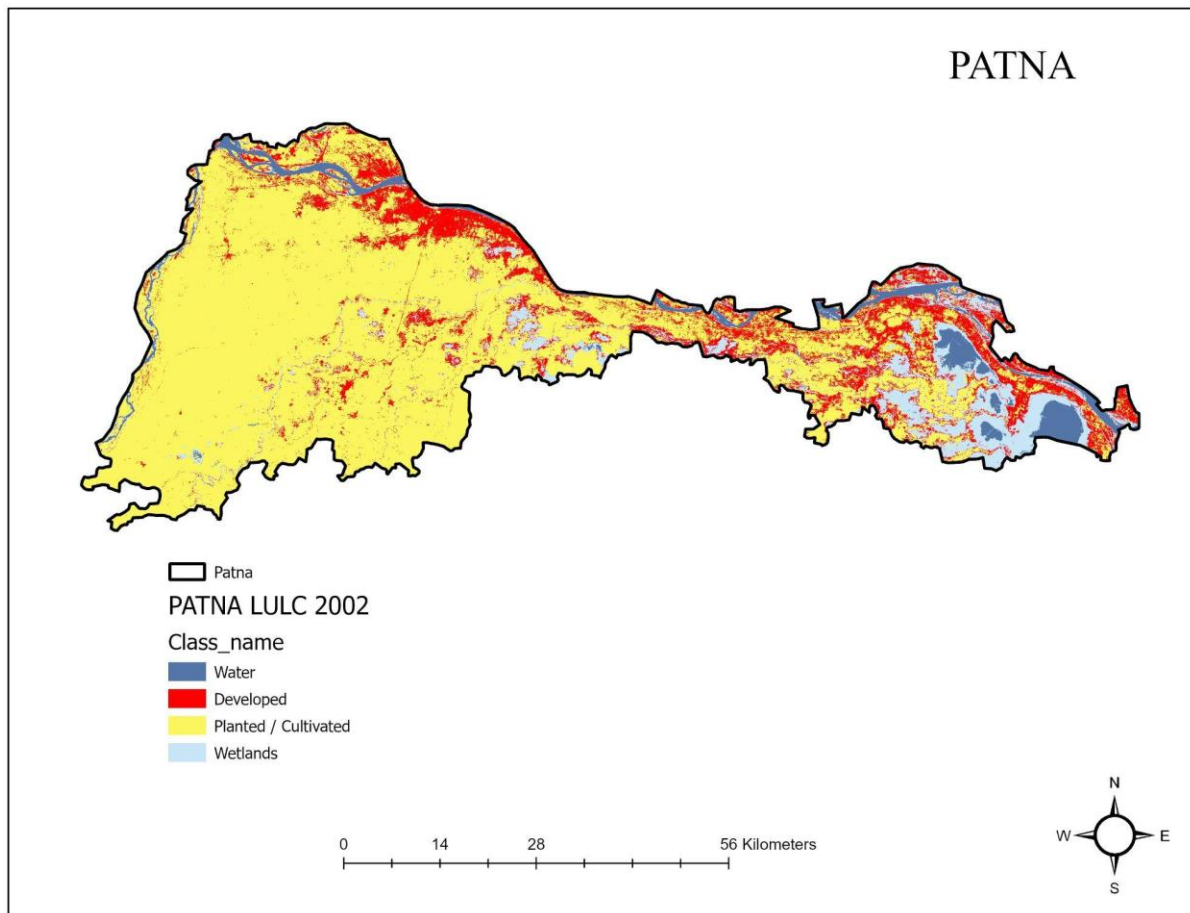 PATNA
Patna
PATNA LULC 2002
Class_name
Water
Developed
Planted / Cultivated
Wetlands
0 14 28 56 Kilometers
N
W E
S